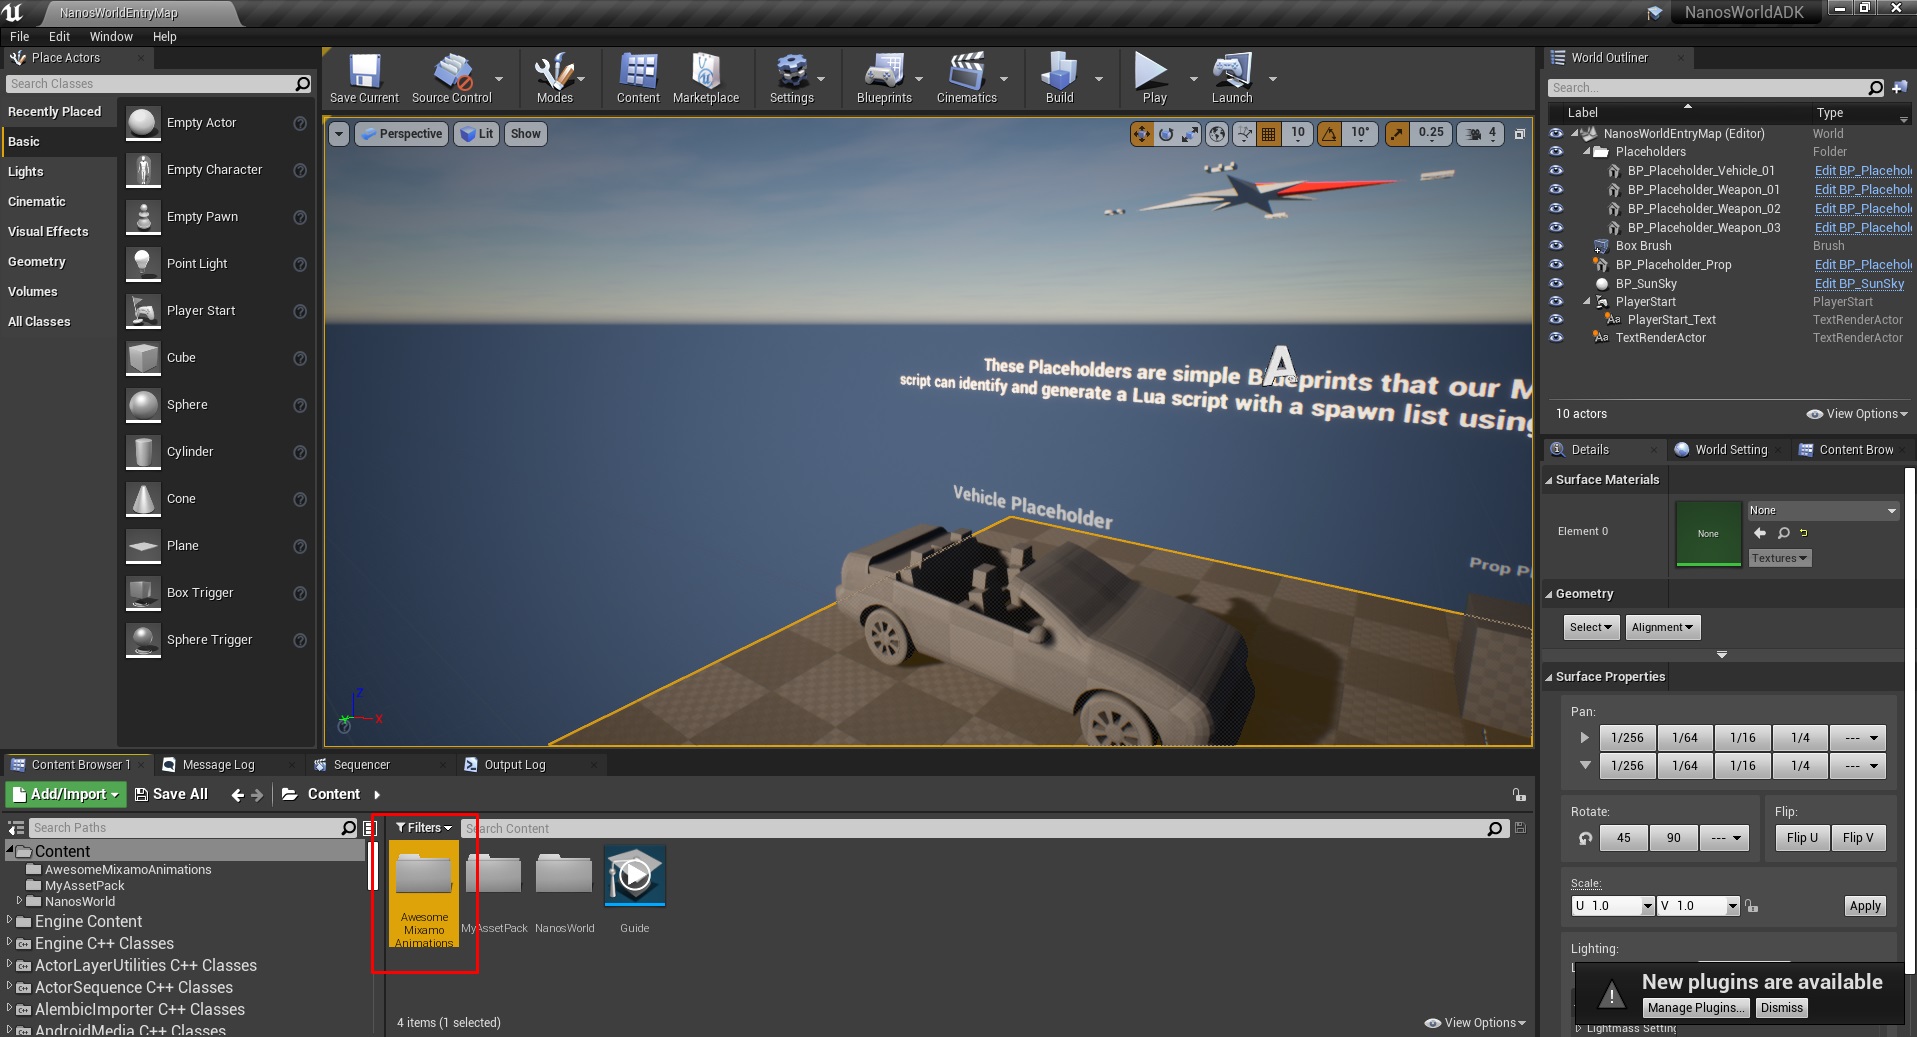 NanosWorldEntryMap
NanosWorldADK
File Edit Window Help
Place Actors
Search Classes
Recently Placed
Basic
Lights
Cinematic
Visual Effects
Geometry
Volumes
All Classes
Empty Actor
Empty Character
Empty Pawn
Point Light
Player Start
Cube
Sphere
Cylinder
Cone
Plane
Box Trigger
Sphere Trigger
Save Current
Source Control
Modes
Content
Marketplace
Settings
Blueprints
Cinematics
Build
Play
Launch
Perspective
Lit
Show
10
10°
0.25
4
These Placeholders are simple Blueprints that our M
script can identify and generate a Lua script with a spawn list using
A
Vehicle Placeholder
Prop P
Z
X
Y
World Outliner
Search...
Label Type
NanosWorldEntryMap (Editor) World
Placeholders Folder
BP_Placeholder_Vehicle_01 Edit BP_Placehol
BP_Placeholder_Weapon_01 Edit BP_Placehol
BP_Placeholder_Weapon_02 Edit BP_Placehol
BP_Placeholder_Weapon_03 Edit BP_Placehol
Box Brush Brush
BP_Placeholder_Prop Edit BP_Placehol
BP_SunSky Edit BP_SunSky
PlayerStart PlayerStart
PlayerStart_Text TextRenderActor
TextRenderActor TextRenderActor
10 actors View Options
Details
World Setting
Content Brow
Surface Materials
Element 0
None
None
Textures
Geometry
Select
Alignment
Surface Properties
Pan:
1/256 1/64 1/16 1/4 ---
1/256 1/64 1/16 1/4 ---
Rotate: Flip:
45 90 --- Flip U Flip V
Scale:
U 1.0 V 1.0 Apply
Lighting:
L
New plugins are available
Manage Plugins... Dismiss
Lightmass Setting
Content Browser 1
Message Log
Sequencer
Output Log
Add/Import
Save All
Content
Search Paths
Filters
Search Content
Content
AwesomeMixamoAnimations
MyAssetPack
NanosWorld
Engine Content
Engine C++ Classes
ActorLayerUtilities C++ Classes
ActorSequence C++ Classes
AlembicImporter C++ Classes
AndroidMedia C++ Classes
Awesome
Mixamo
Animations
MyAssetPack
NanosWorld
Guide
4 items (1 selected)
View Options